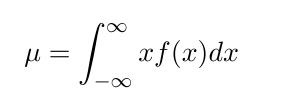 μ = ∫_{-∞}^{∞} x f(x) dx